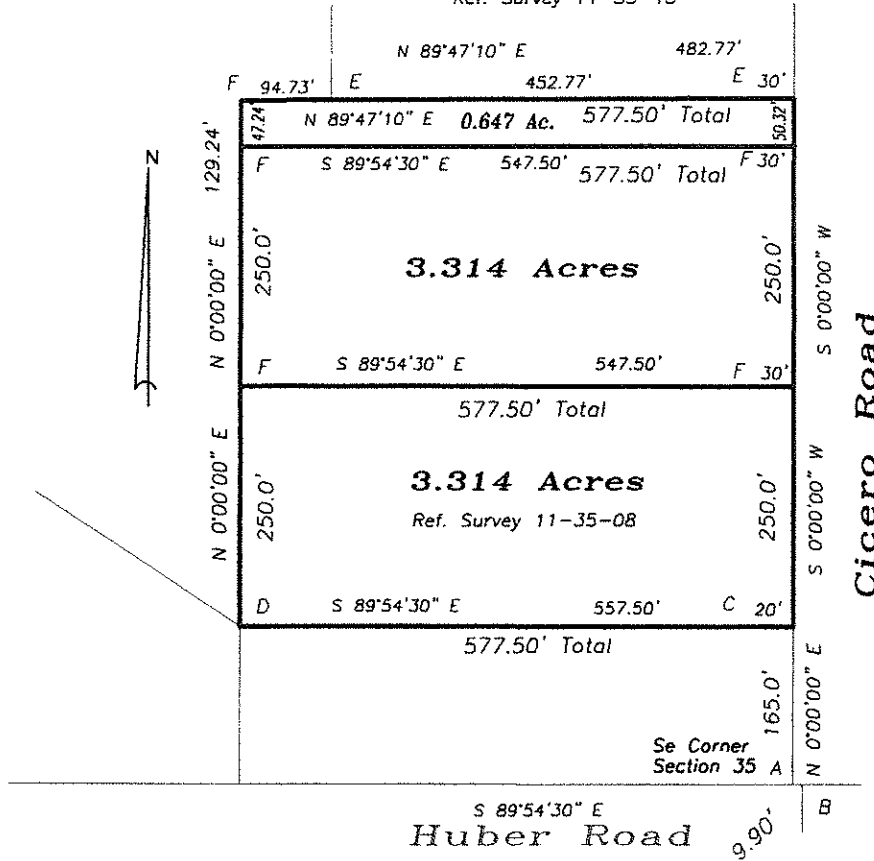 Ref. Survey 11-35-15
N 89°47'10" E 482.77'
F 94.73' E 452.77' E 30'
47.24' N 89°47'10" E 0.647 Ac. 577.50' Total 50.32'
129.24'
N
F S 89°54'30" E 547.50' 577.50' Total F 30'
N 0°00'00" E 250.0' 3.314 Acres 250.0' S 0°00'00" W
F S 89°54'30" E 547.50' F 30'
577.50' Total
Cicero Road
N 0°00'00" E 250.0' 3.314 Acres 250.0' S 0°00'00" W
Ref. Survey 11-35-08
D S 89°54'30" E 557.50' C 20'
577.50' Total
165.0' N 0°00'00" E
Se Corner
Section 35 A
S 89°54'30" E B
Huber Road 9.90'